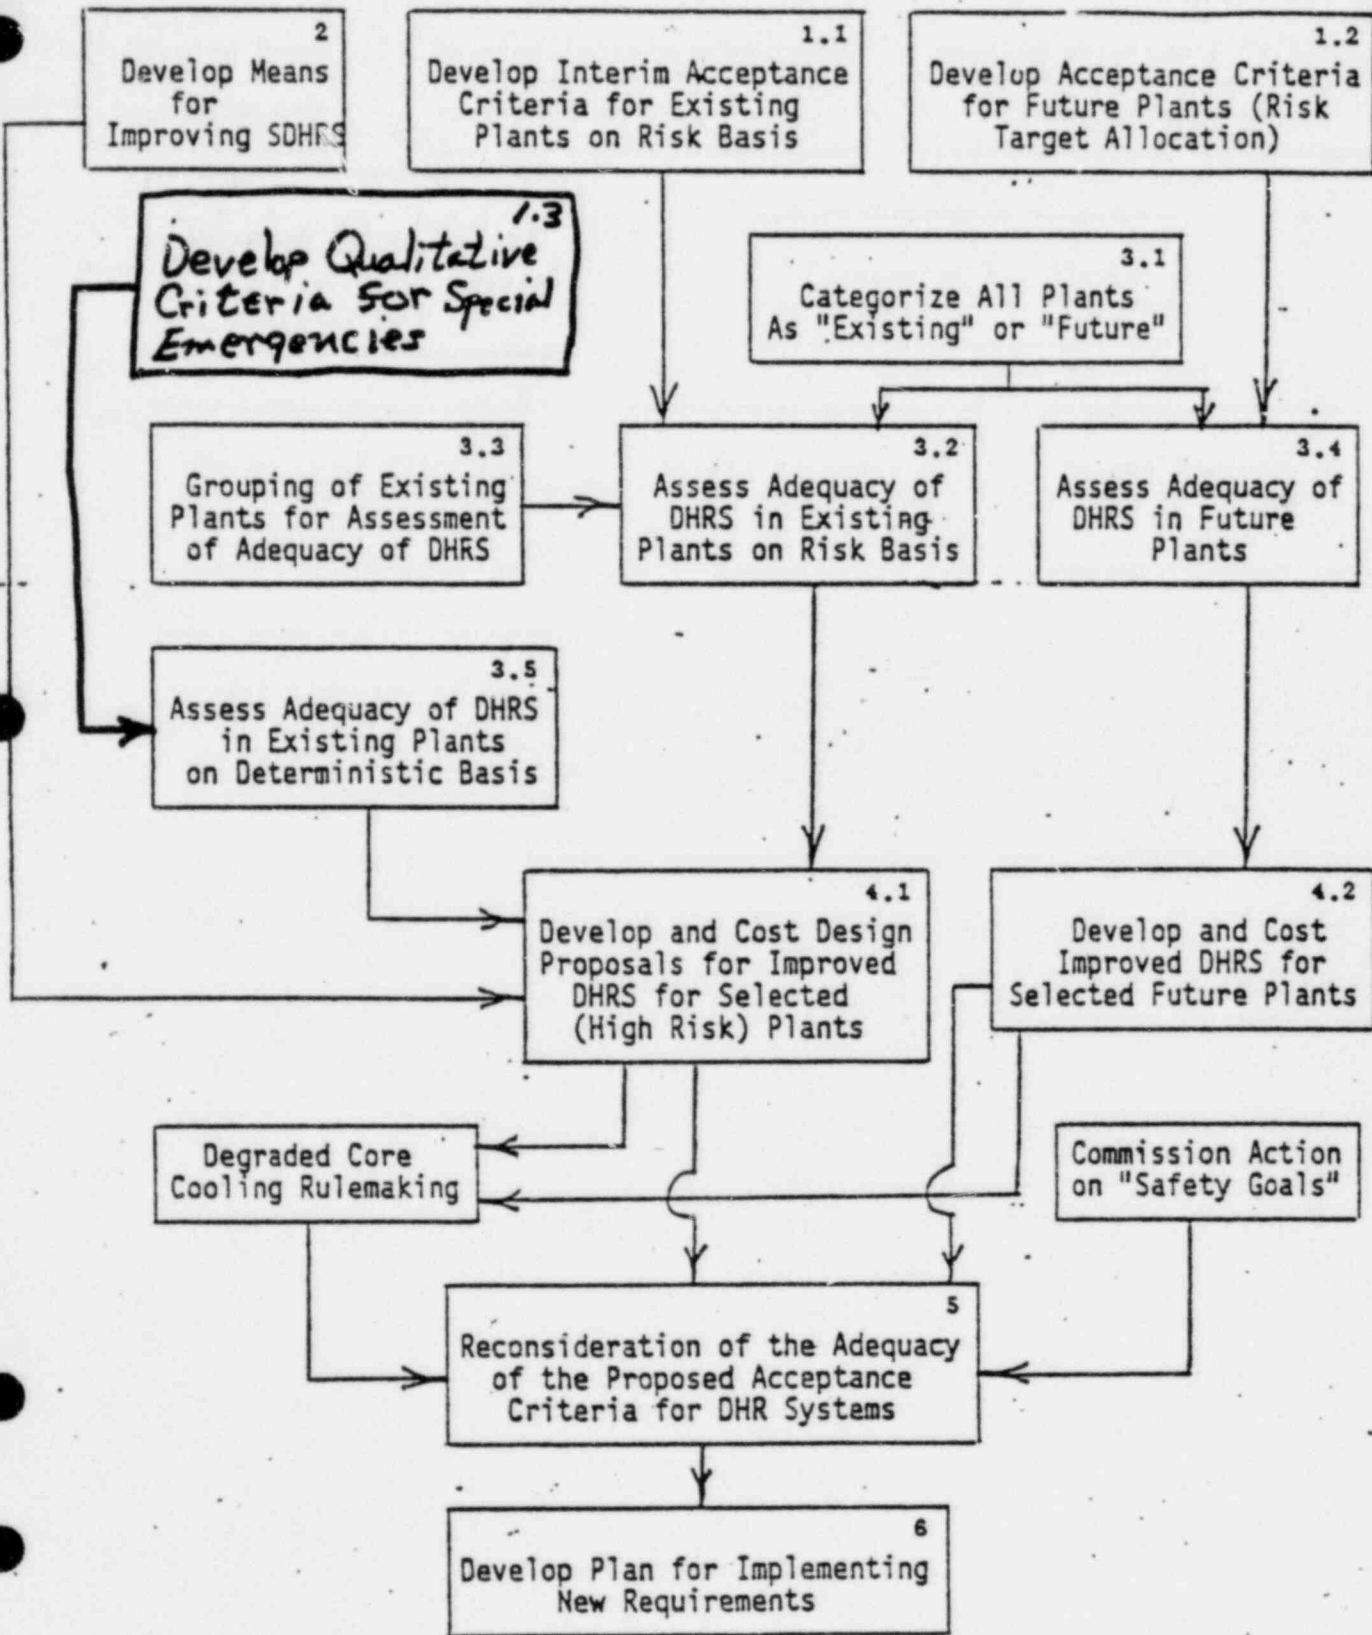 2
Develop Means
for
Improving SDHRS
1.1
Develop Interim Acceptance
Criteria for Existing
Plants on Risk Basis
1.2
Develop Acceptance Criteria
for Future Plants (Risk
Target Allocation)
1.3
Develop Qualitative
Criteria for Special
Emergencies
3.1
Categorize All Plants
As "Existing" or "Future"
3.3
Grouping of Existing
Plants for Assessment
of Adequacy of DHRS
3.2
Assess Adequacy of
DHRS in Existing
Plants on Risk Basis
3.4
Assess Adequacy of
DHRS in Future
Plants
3.5
Assess Adequacy of DHRS
in Existing Plants
on Deterministic Basis
4.1
Develop and Cost Design
Proposals for Improved
DHRS for Selected
(High Risk) Plants
4.2
Develop and Cost
Improved DHRS for
Selected Future Plants
Degraded Core
Cooling Rulemaking
Commission Action
on "Safety Goals"
5
Reconsideration of the Adequacy
of the Proposed Acceptance
Criteria for DHR Systems
6
Develop Plan for Implementing
New Requirements